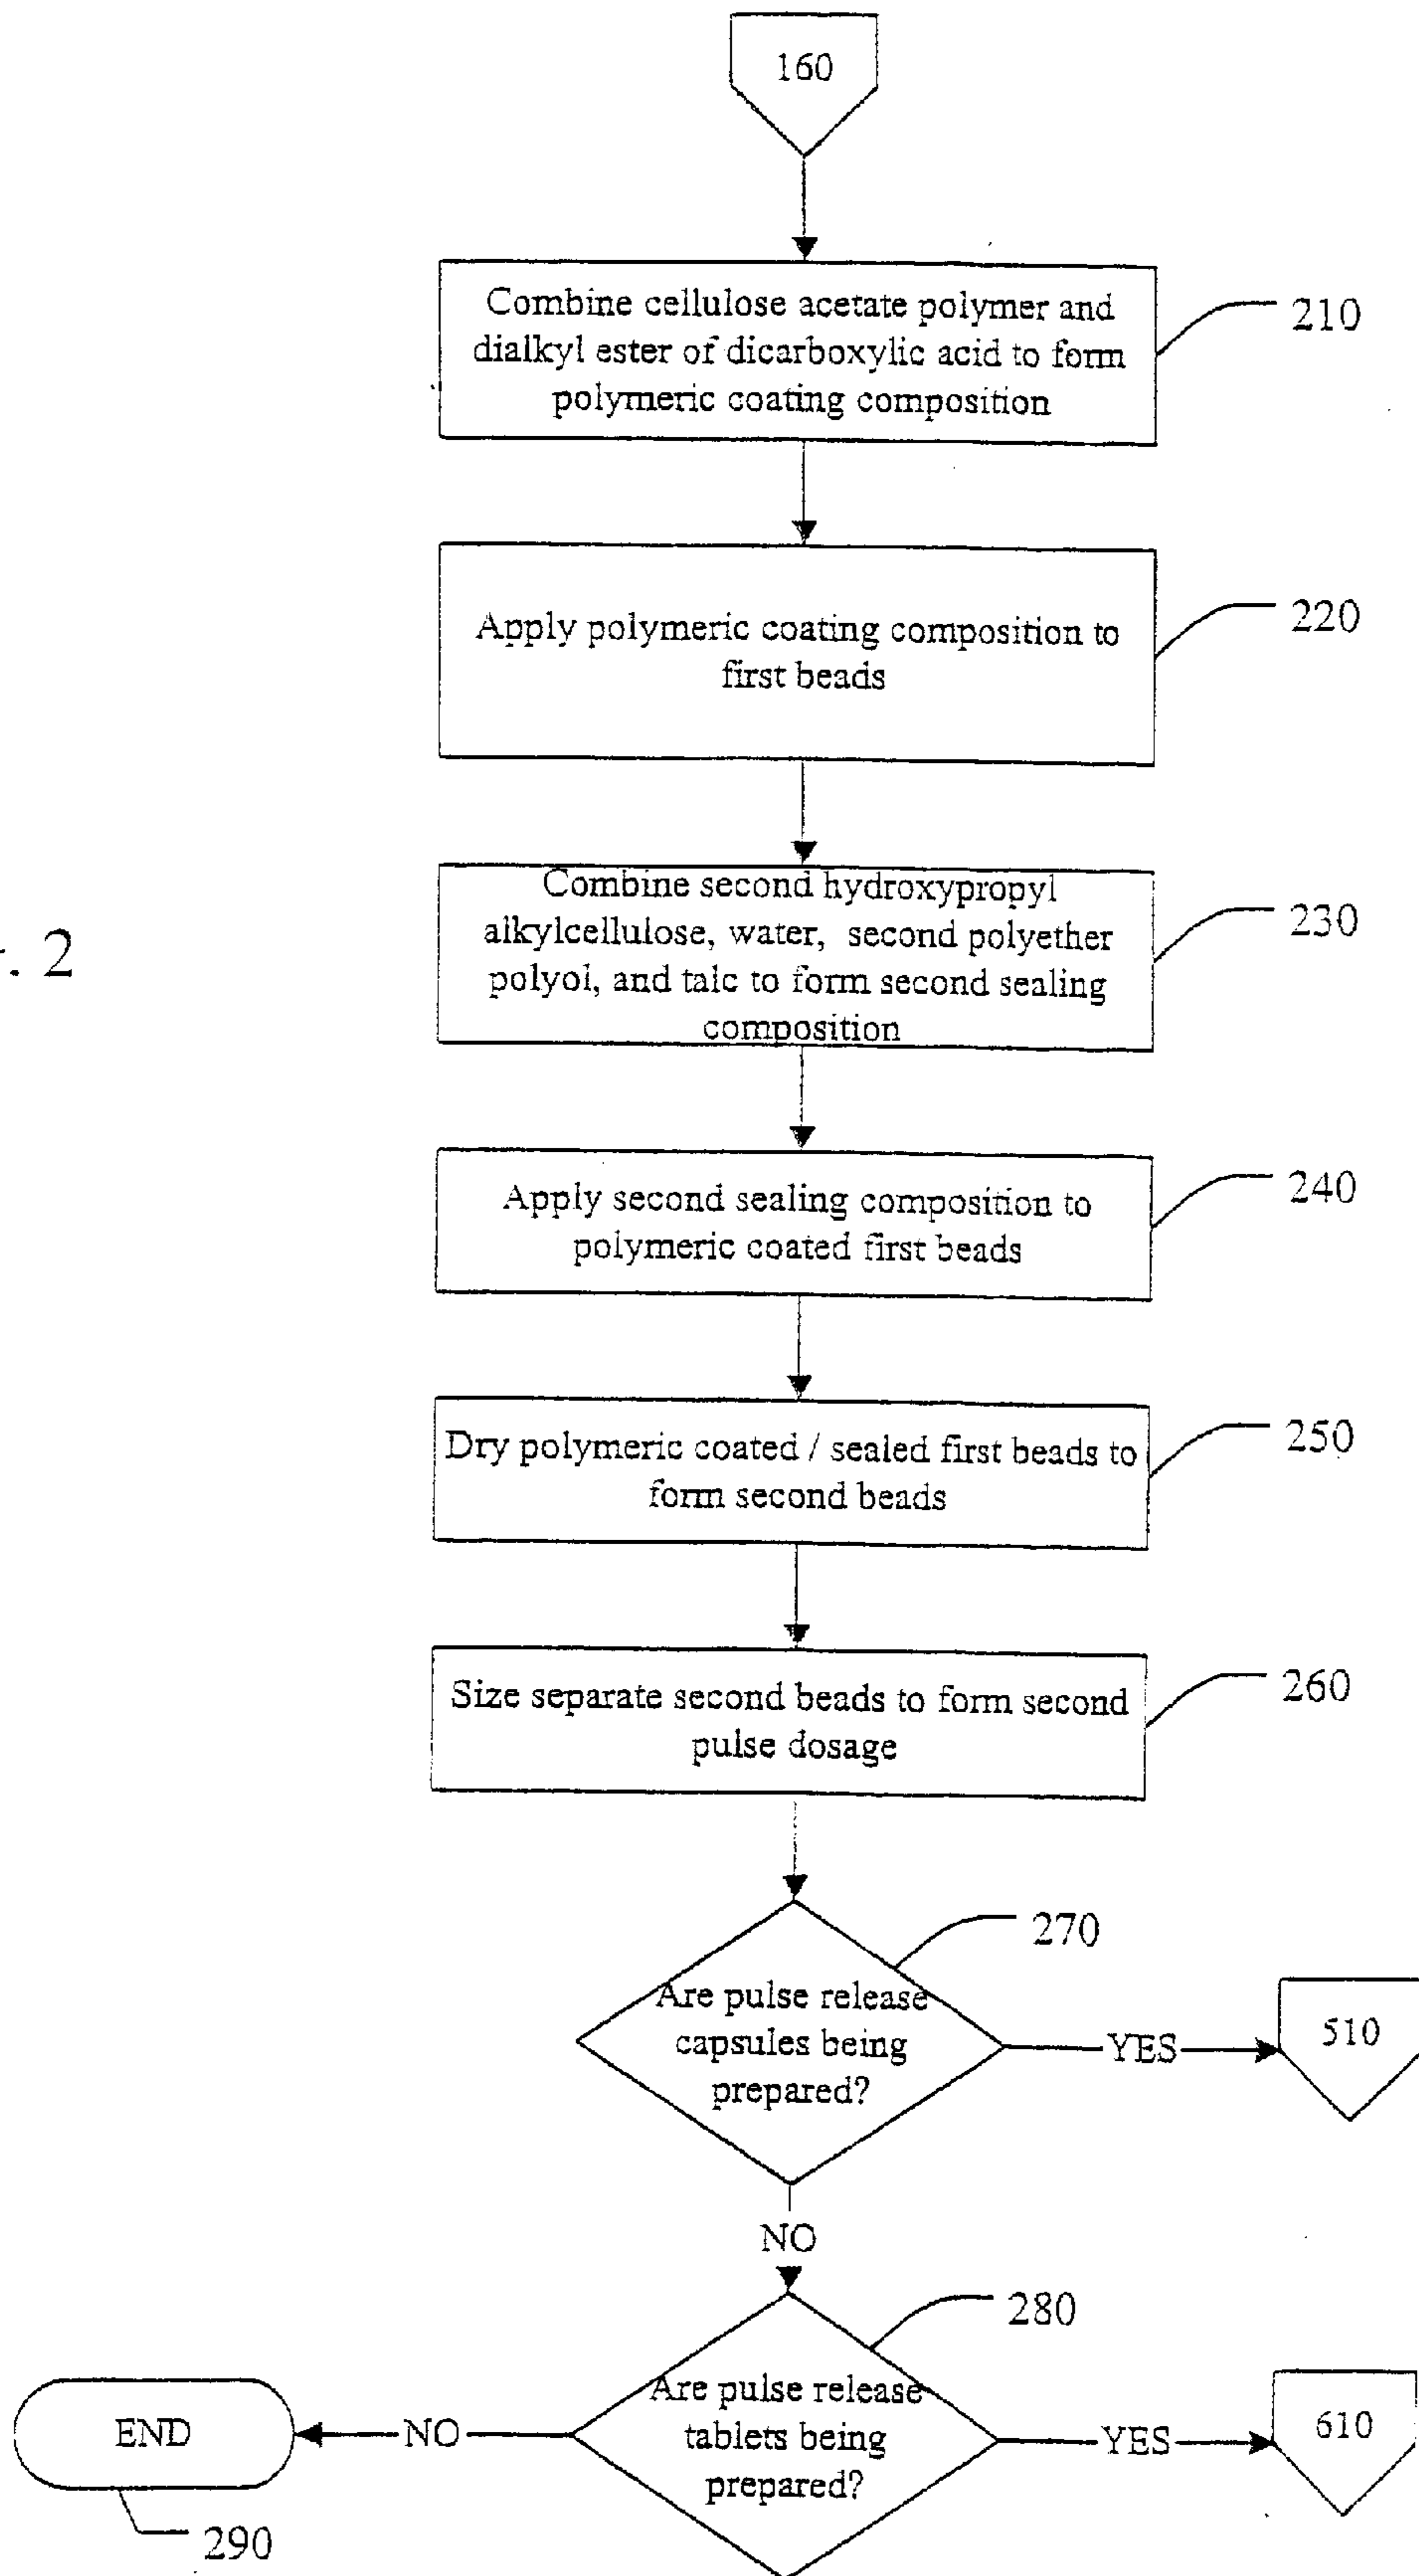 160
Combine cellulose acetate polymer and
dialkyl ester of dicarboxylic acid to form
polymeric coating composition
210
Apply polymeric coating composition to
first beads
220
. 2
Combine second hydroxypropyl
alkylcellulose, water, second polyether
polyol, and talc to form second sealing
composition
230
Apply second sealing composition to
polymeric coated first beads
240
Dry polymeric coated / sealed first beads to
form second beads
250
Size separate second beads to form second
pulse dosage
260
270
Are pulse release
capsules being
prepared?
YES
510
NO
280
Are pulse release
tablets being
prepared?
YES
610
NO
END
290